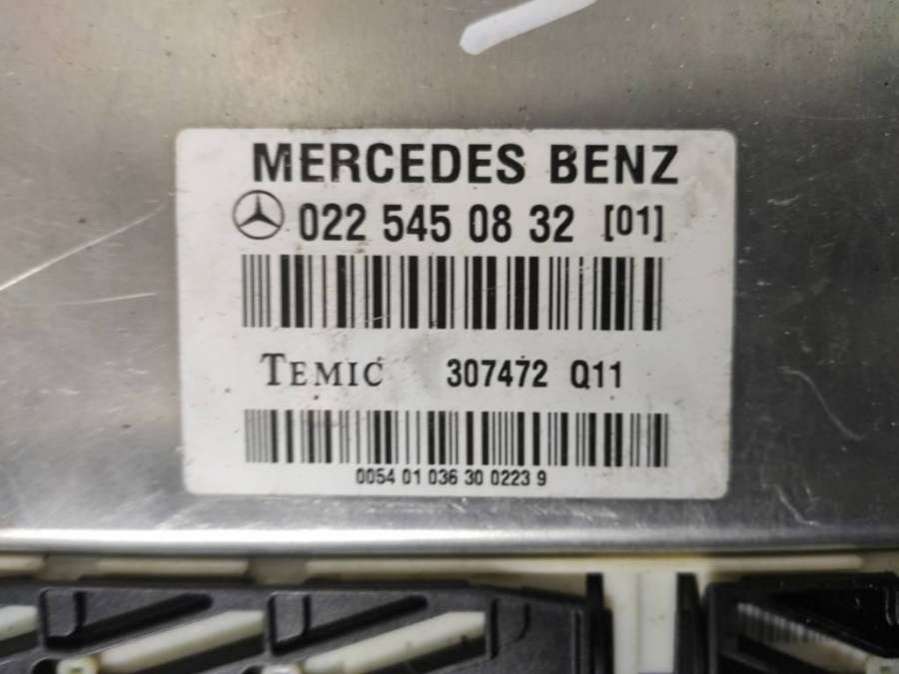 MERCEDES BENZ
022 545 08 32 [01]
TEMIC 307472 Q11
0054 01 036 30 0223 9